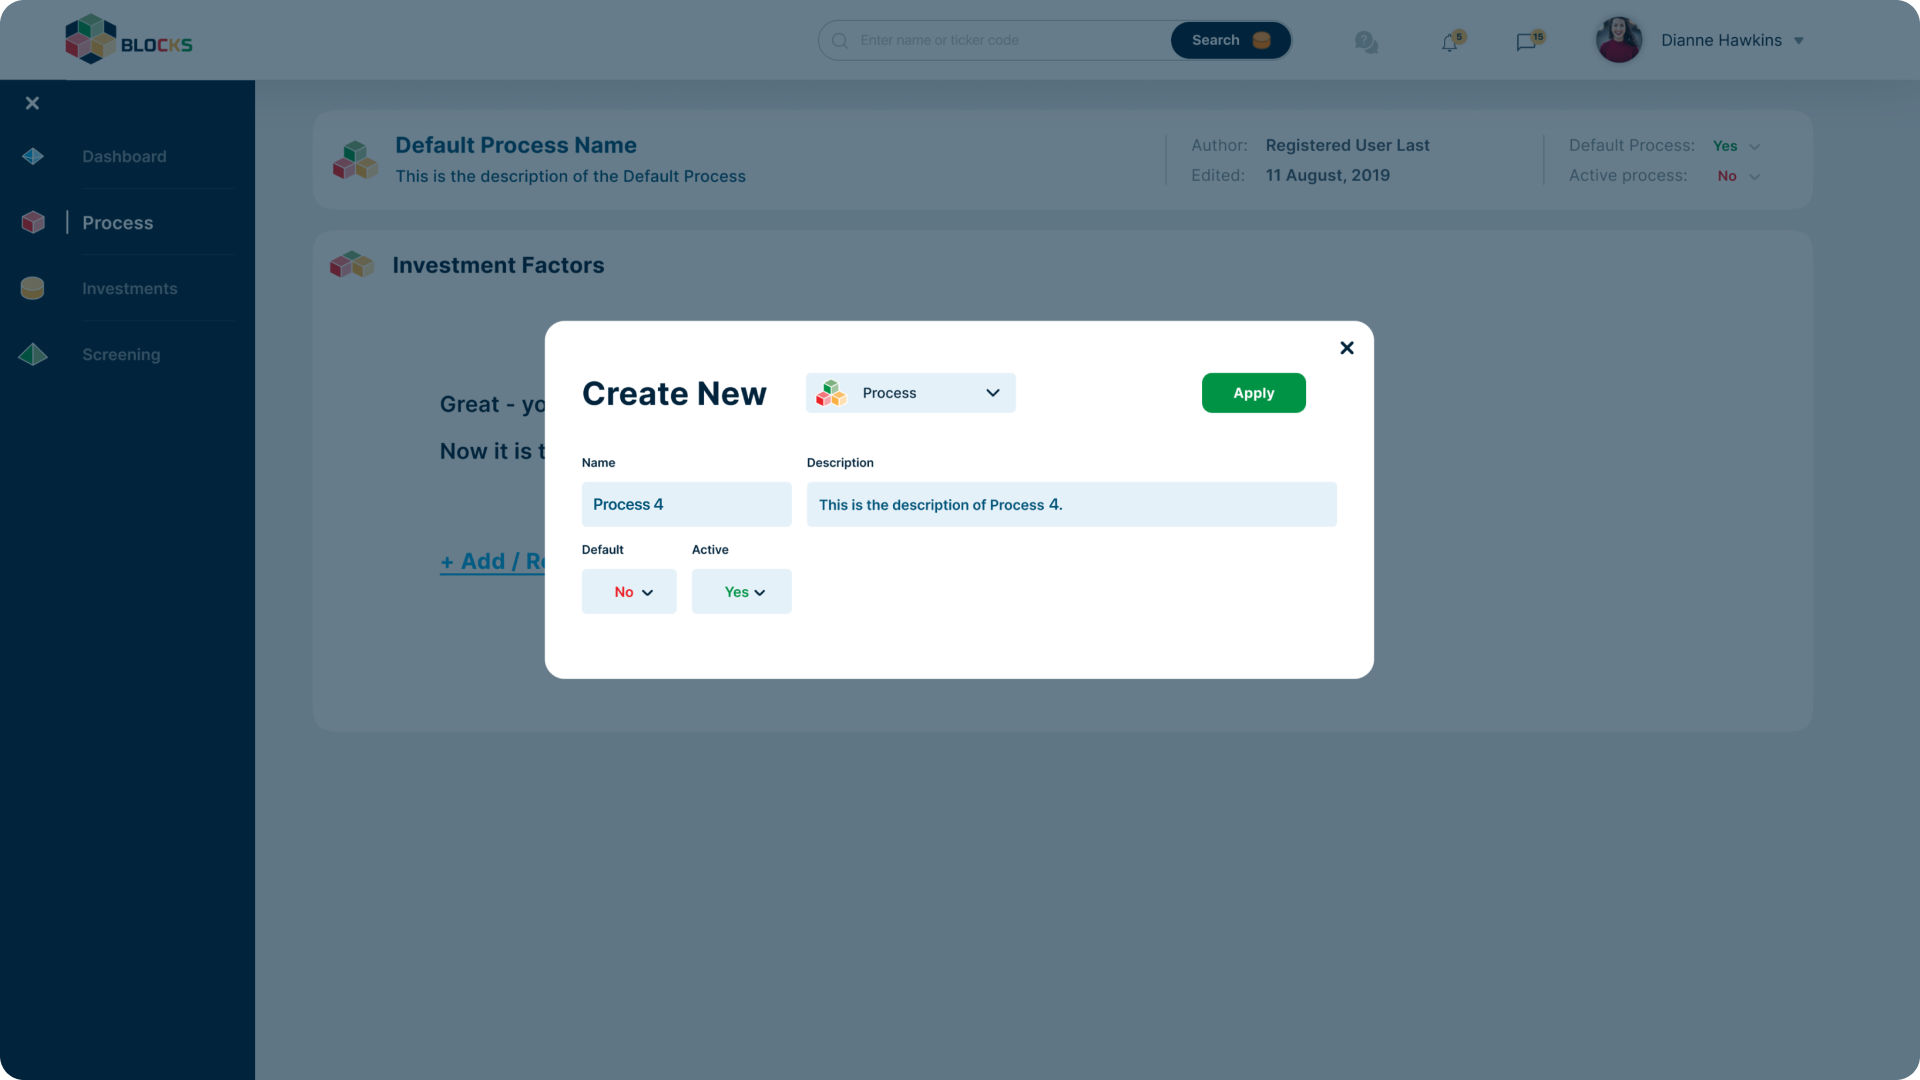 BLOCKS
Enter name or ticker code
Search
5
15
Dianne Hawkins
Dashboard
Process
Investments
Screening
Default Process Name
This is the description of the Default Process
Author: Registered User Last
Edited: 11 August, 2019
Default Process: Yes
Active process: No
Investment Factors
Great - yo
Now it is t
+ Add / Re
Create New
Process
Apply
Name
Description
Process 4
This is the description of Process 4.
Default
Active
No
Yes